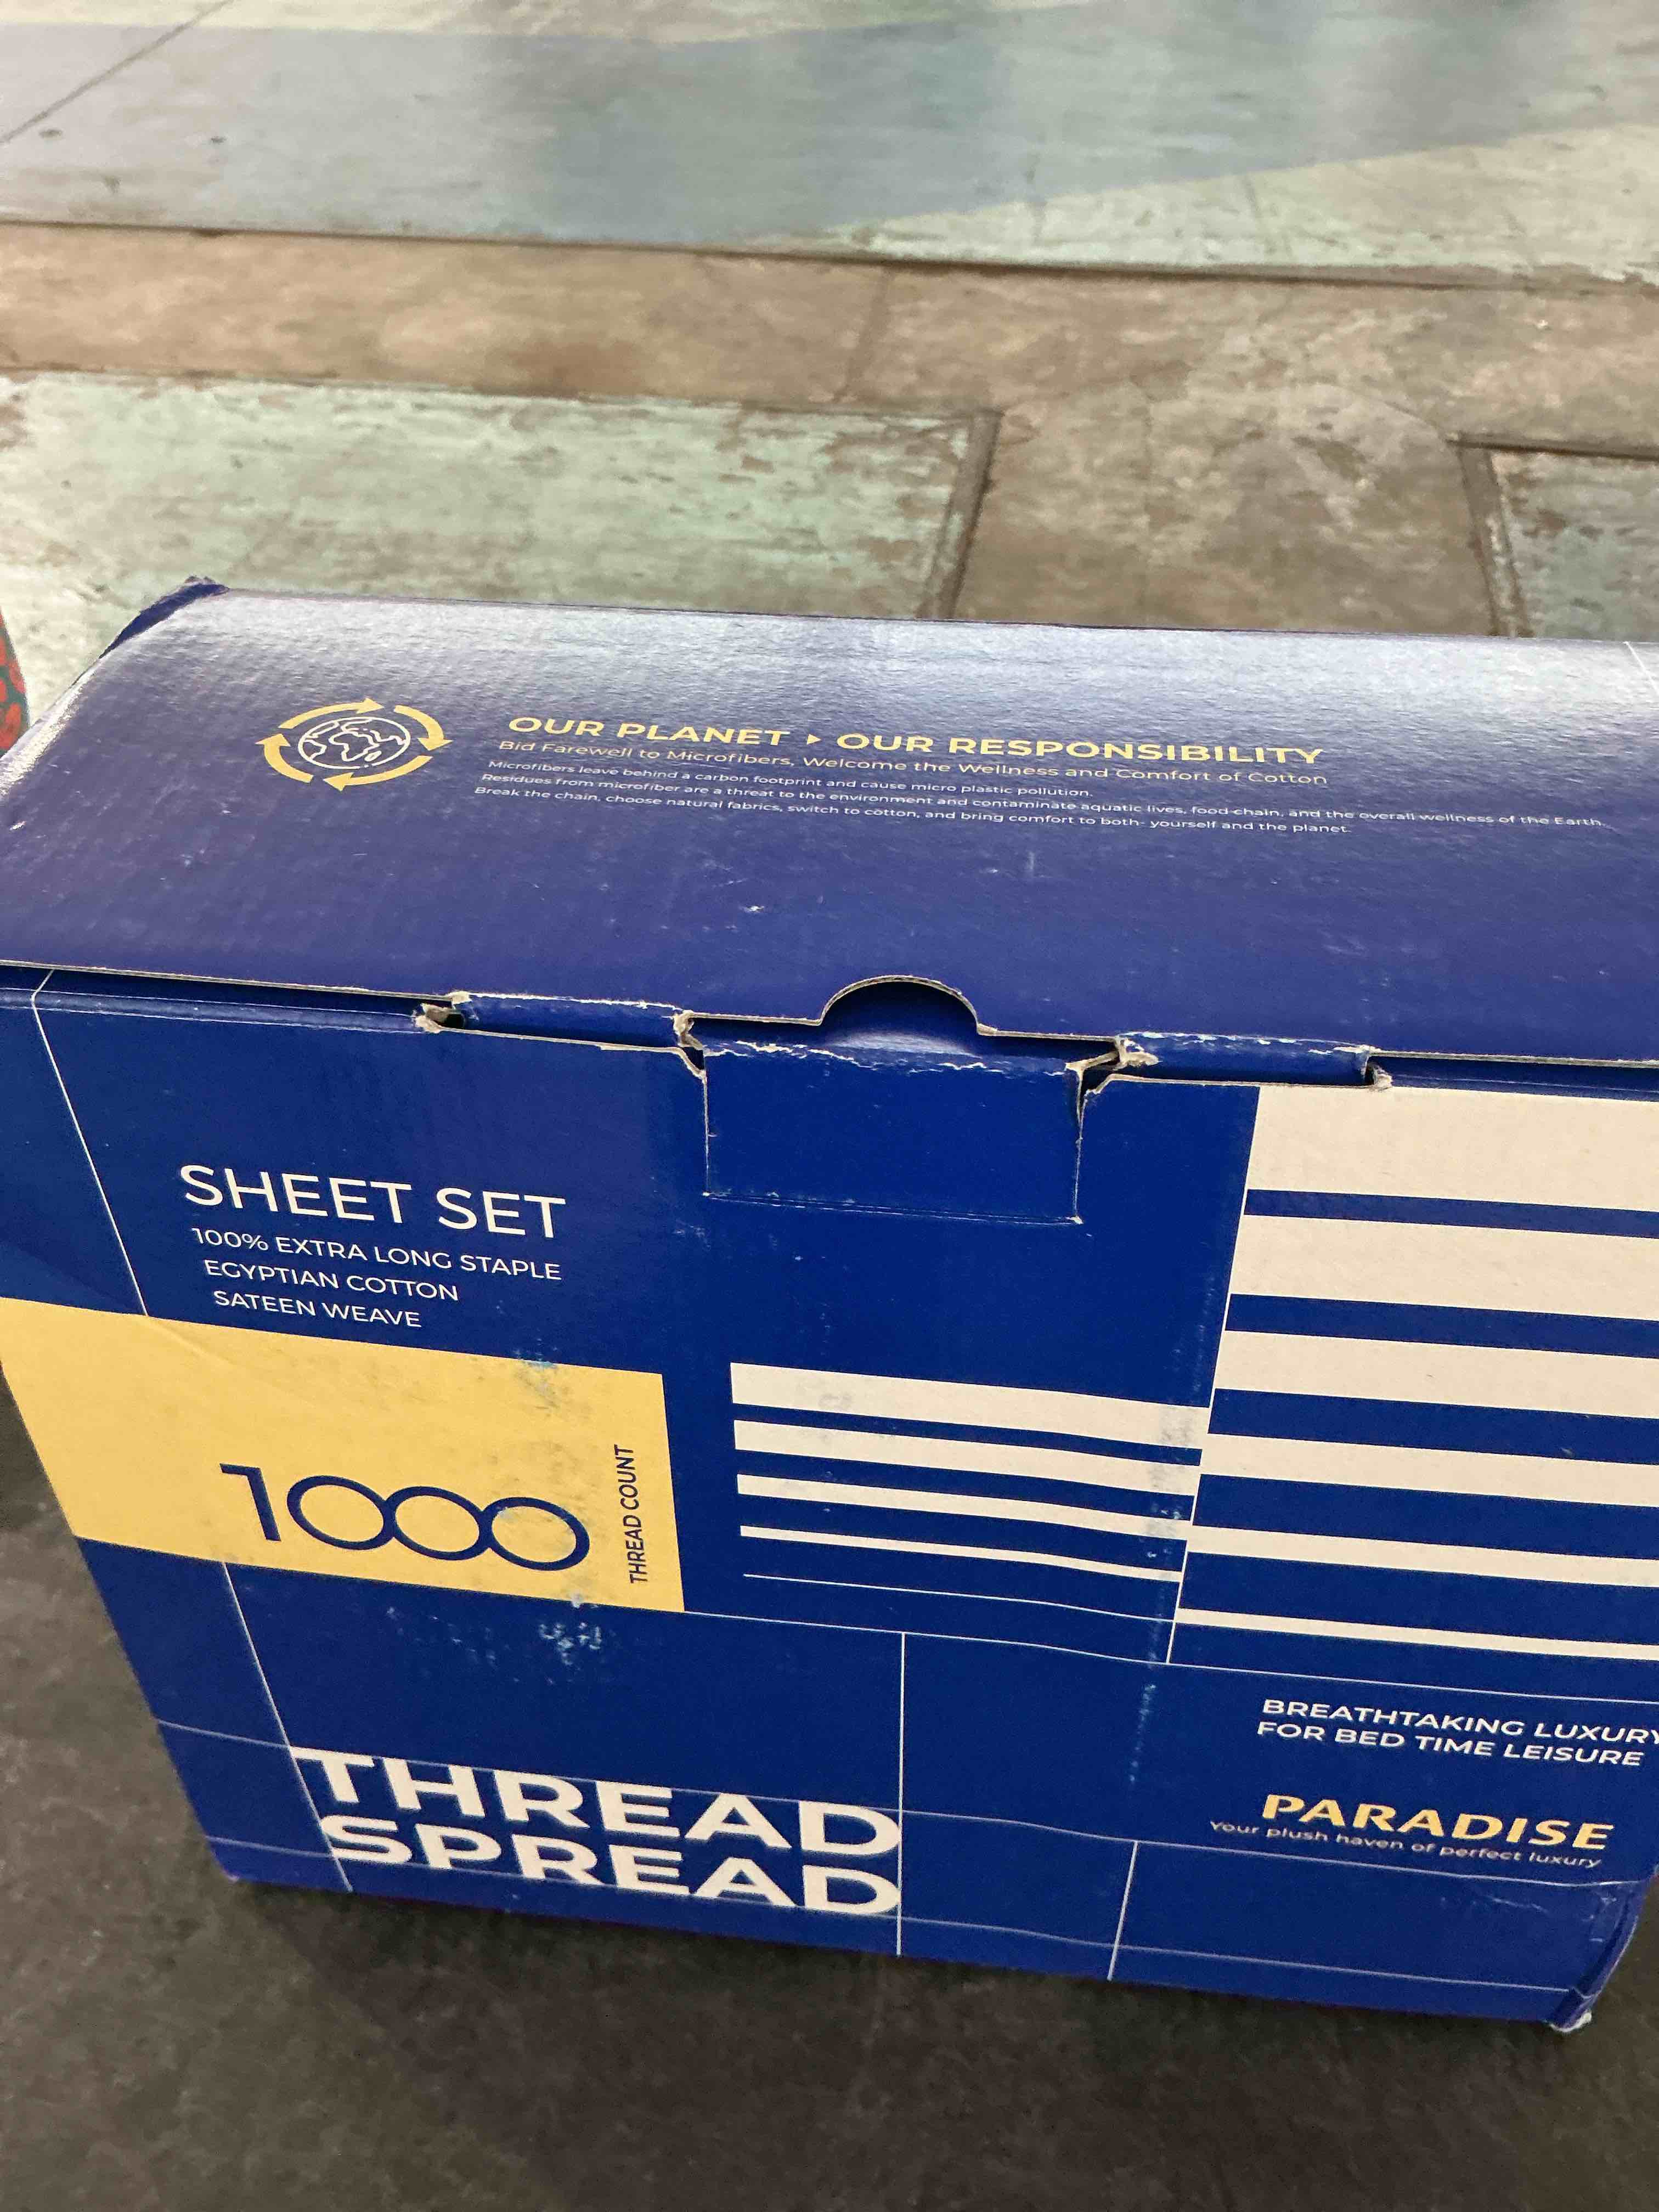 OUR PLANET ▸ OUR RESPONSIBILITY
Bid Farewell to Microfibers, Welcome the Wellness and Comfort of Cotton
Microfibers leave behind a carbon footprint and cause micro plastic pollution.
Residues from microfiber are a threat to the environment and contaminate aquatic lives, food-chain, and the overall wellness of the Earth.
Break the chain, choose natural fabrics, switch to cotton, and bring comfort to both- yourself and the planet.
SHEET SET
100% EXTRA LONG STAPLE
EGYPTIAN COTTON
SATEEN WEAVE
1000
THREAD COUNT
BREATHTAKING LUXURY
FOR BED TIME LEISURE
PARADISE
Your plush haven of perfect luxury
THREAD
SPREAD